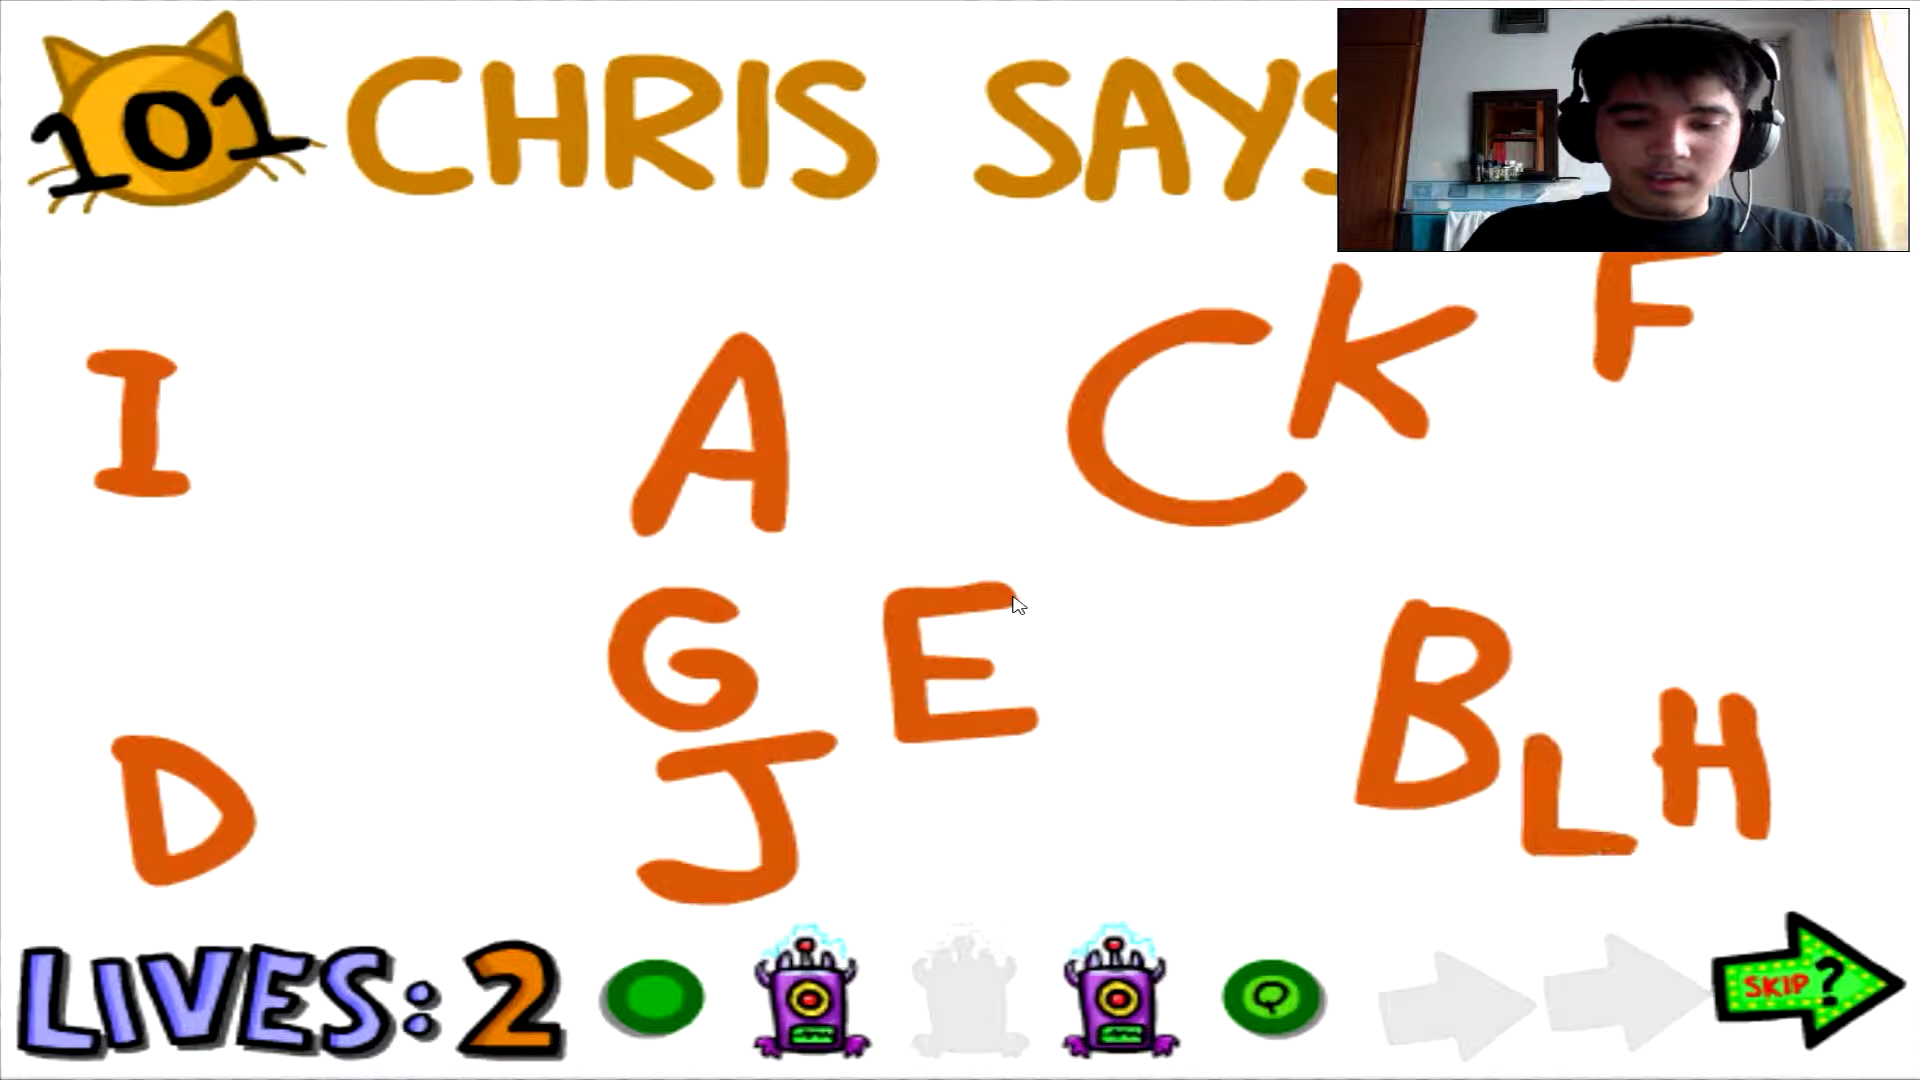 101 CHRIS SAYS
I A C K F
G E
D J B L H
LIVES: 2 SKIP?